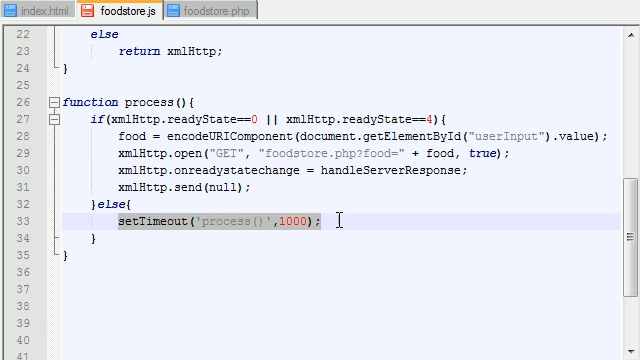 index.html foodstore.js foodstore.php
22 else
23 return xmlHttp;
24 }
25
26 function process(){
27 if(xmlHttp.readyState==0 || xmlHttp.readyState==4){
28 food = encodeURIComponent(document.getElementById("userInput").value);
29 xmlHttp.open("GET", "foodstore.php?food=" + food, true);
30 xmlHttp.onreadystatechange = handleServerResponse;
31 xmlHttp.send(null);
32 }else{
33 setTimeout('process()',1000);
34 }
35 }
36
37
38
39
40
41